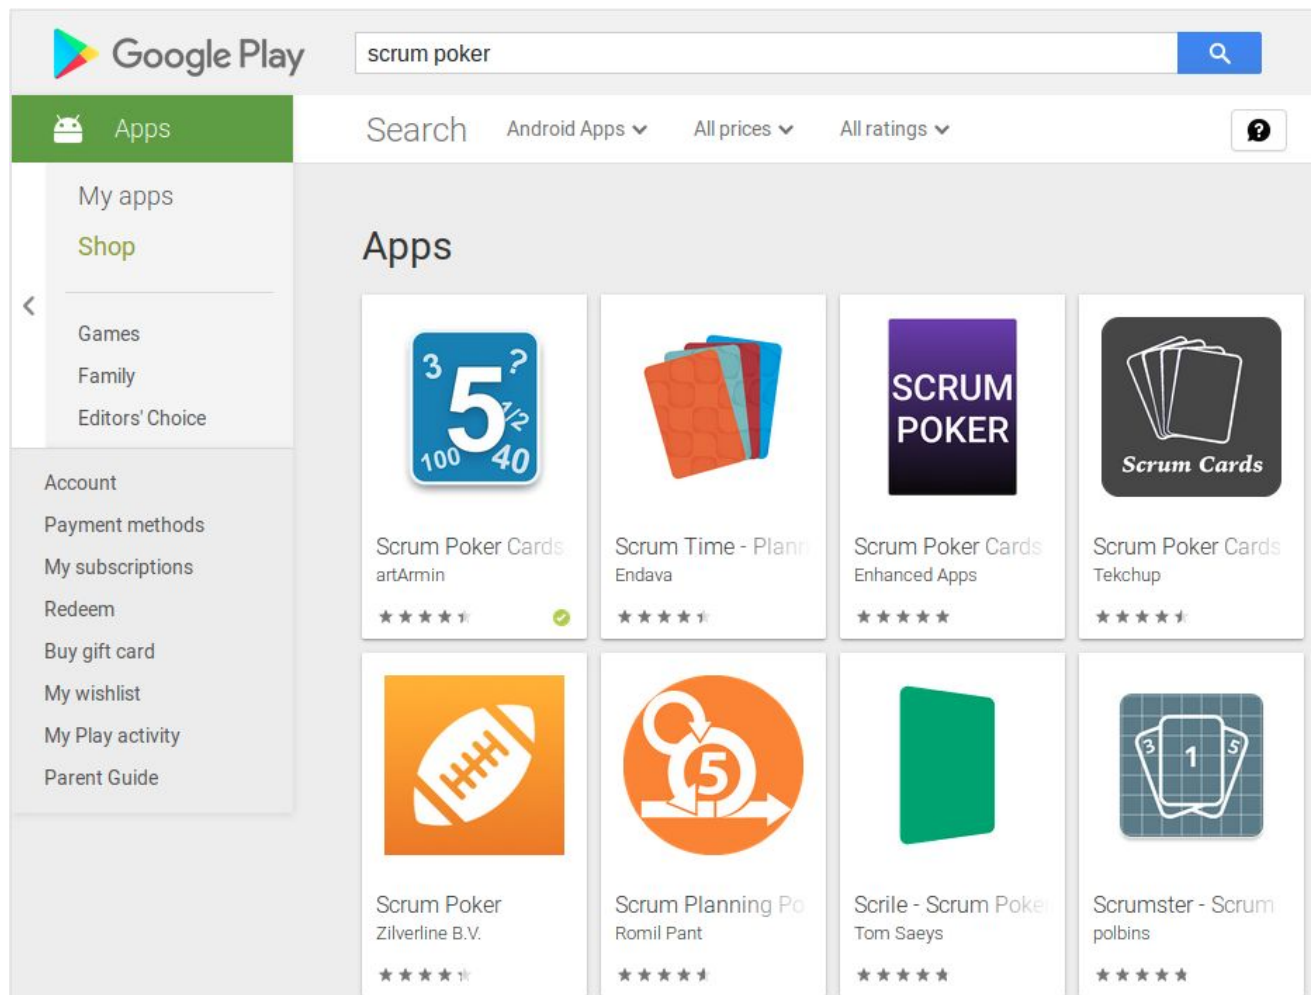 Google Play
scrum poker
Apps
Search Android Apps All prices All ratings
My apps
Shop
Games
Family
Editors' Choice
Account
Payment methods
My subscriptions
Redeem
Buy gift card
My wishlist
My Play activity
Parent Guide
Apps
3 ?
5
1/2
100 40
SCRUM
POKER
Scrum Cards
Scrum Poker Cards
artArmin
Scrum Time - Plann
Endava
Scrum Poker Cards
Enhanced Apps
Scrum Poker Cards
Tekchup
5
3 1 5
Scrum Poker
Zilverline B.V.
Scrum Planning Po
Romil Pant
Scrile - Scrum Poke
Tom Saeys
Scrumster - Scrum
polbins